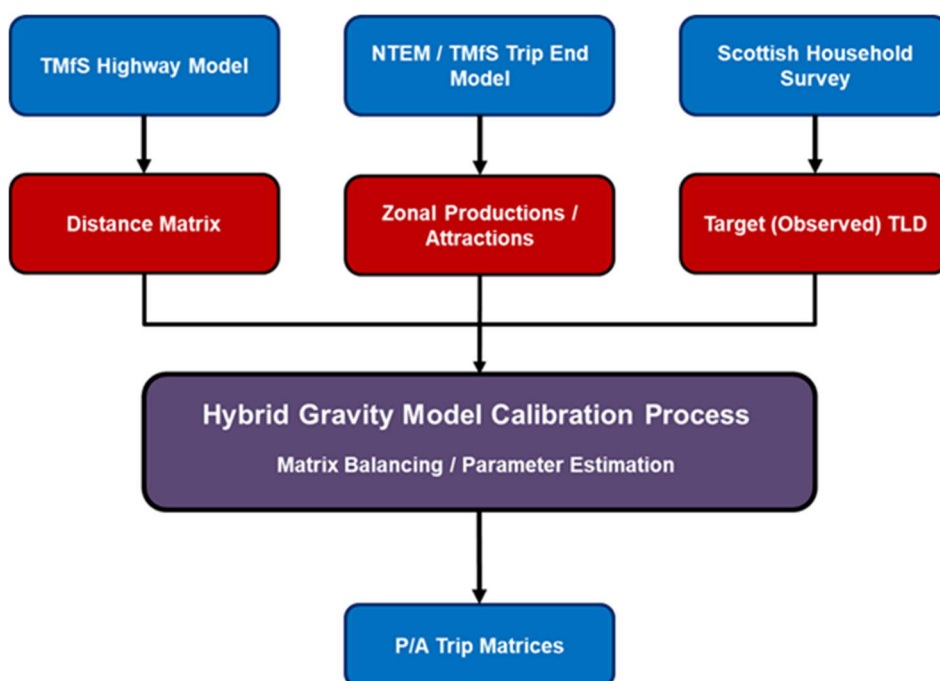 TMfS Highway Model
NTEM / TMfS Trip End
Model
Scottish Household
Survey
Distance Matrix
Zonal Productions /
Attractions
Target (Observed) TLD
Hybrid Gravity Model Calibration Process
Matrix Balancing / Parameter Estimation
P/A Trip Matrices